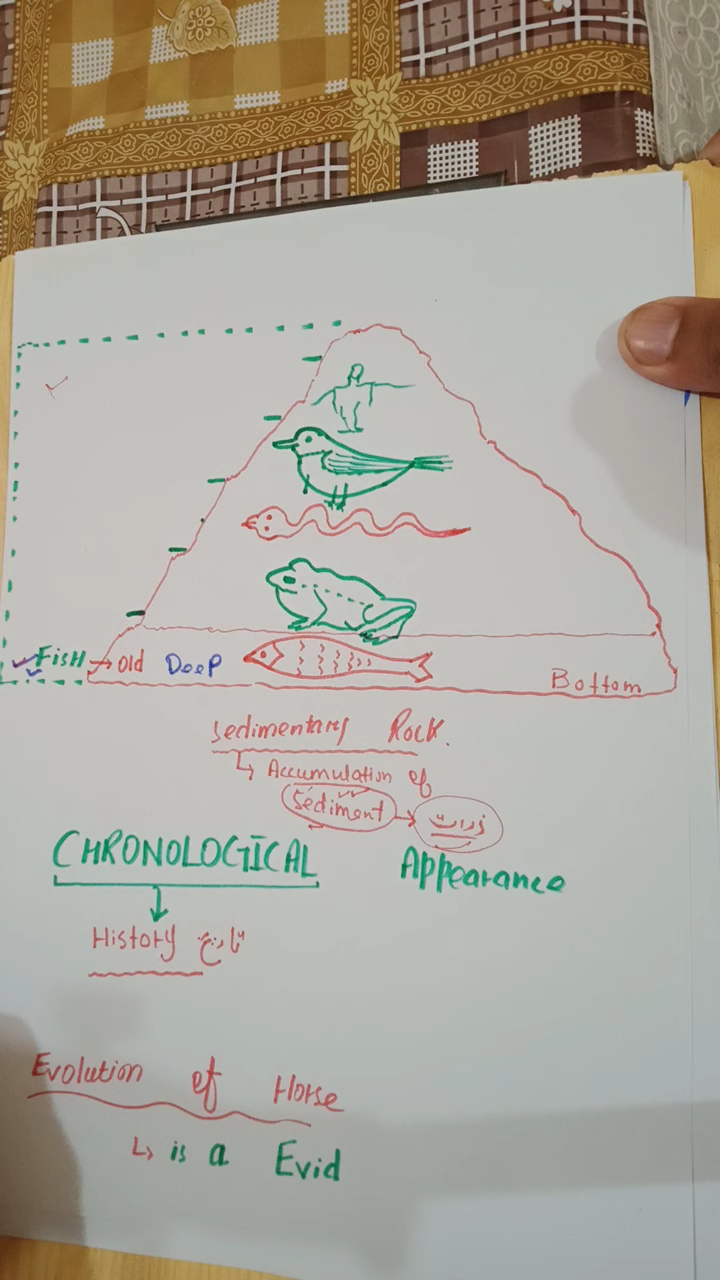 Fish → Old Deep
Bottom
Sedimentary Rock.
↳ Accumulation of
Sediment → ذرات
CHRONOLOGICAL Appearance
History تاریخ
Evolution of Horse
↳ is a Evid